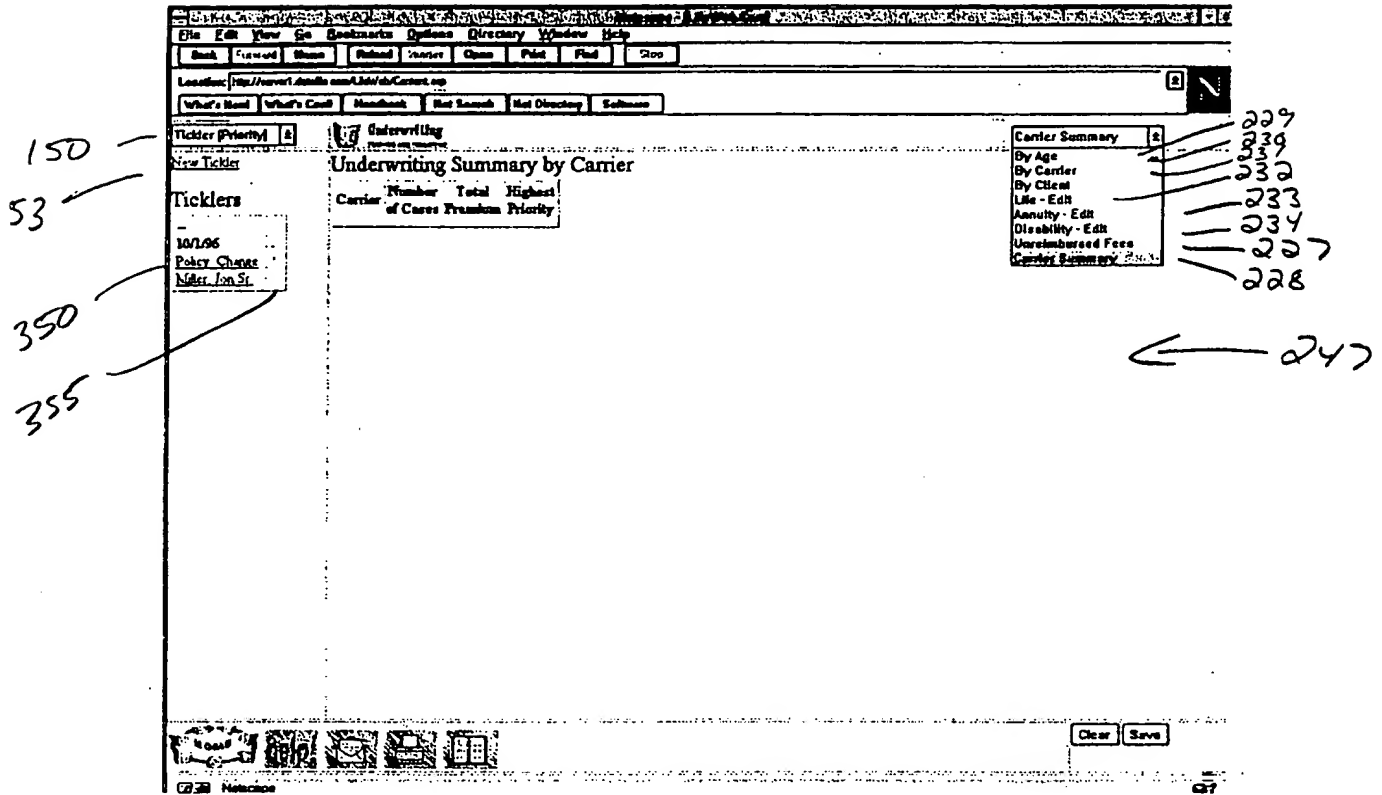 Netscape
File Edit View Go Bookmarks Options Directory Window Help
Back Forward Home Reload Images Open Print Find Stop
Location:
What's New! What's Cool! Handbook Net Search Net Directory Software
Tickler [Priority]
Underwriting
Carrier Summary
New Tickler
Underwriting Summary by Carrier
Ticklers
Carrier Number of Cases Total Premium Highest Priority
10/1/96
Policy Change
Miller, Jon Sr.
By Age
By Carrier
By Client
Life - Edit
Annuity - Edit
Disability - Edit
Unreimbursed Fees
Carrier Summary
150
53
350
355
229
230
231
232
233
234
227
228
247
help
Clear Save
Netscape